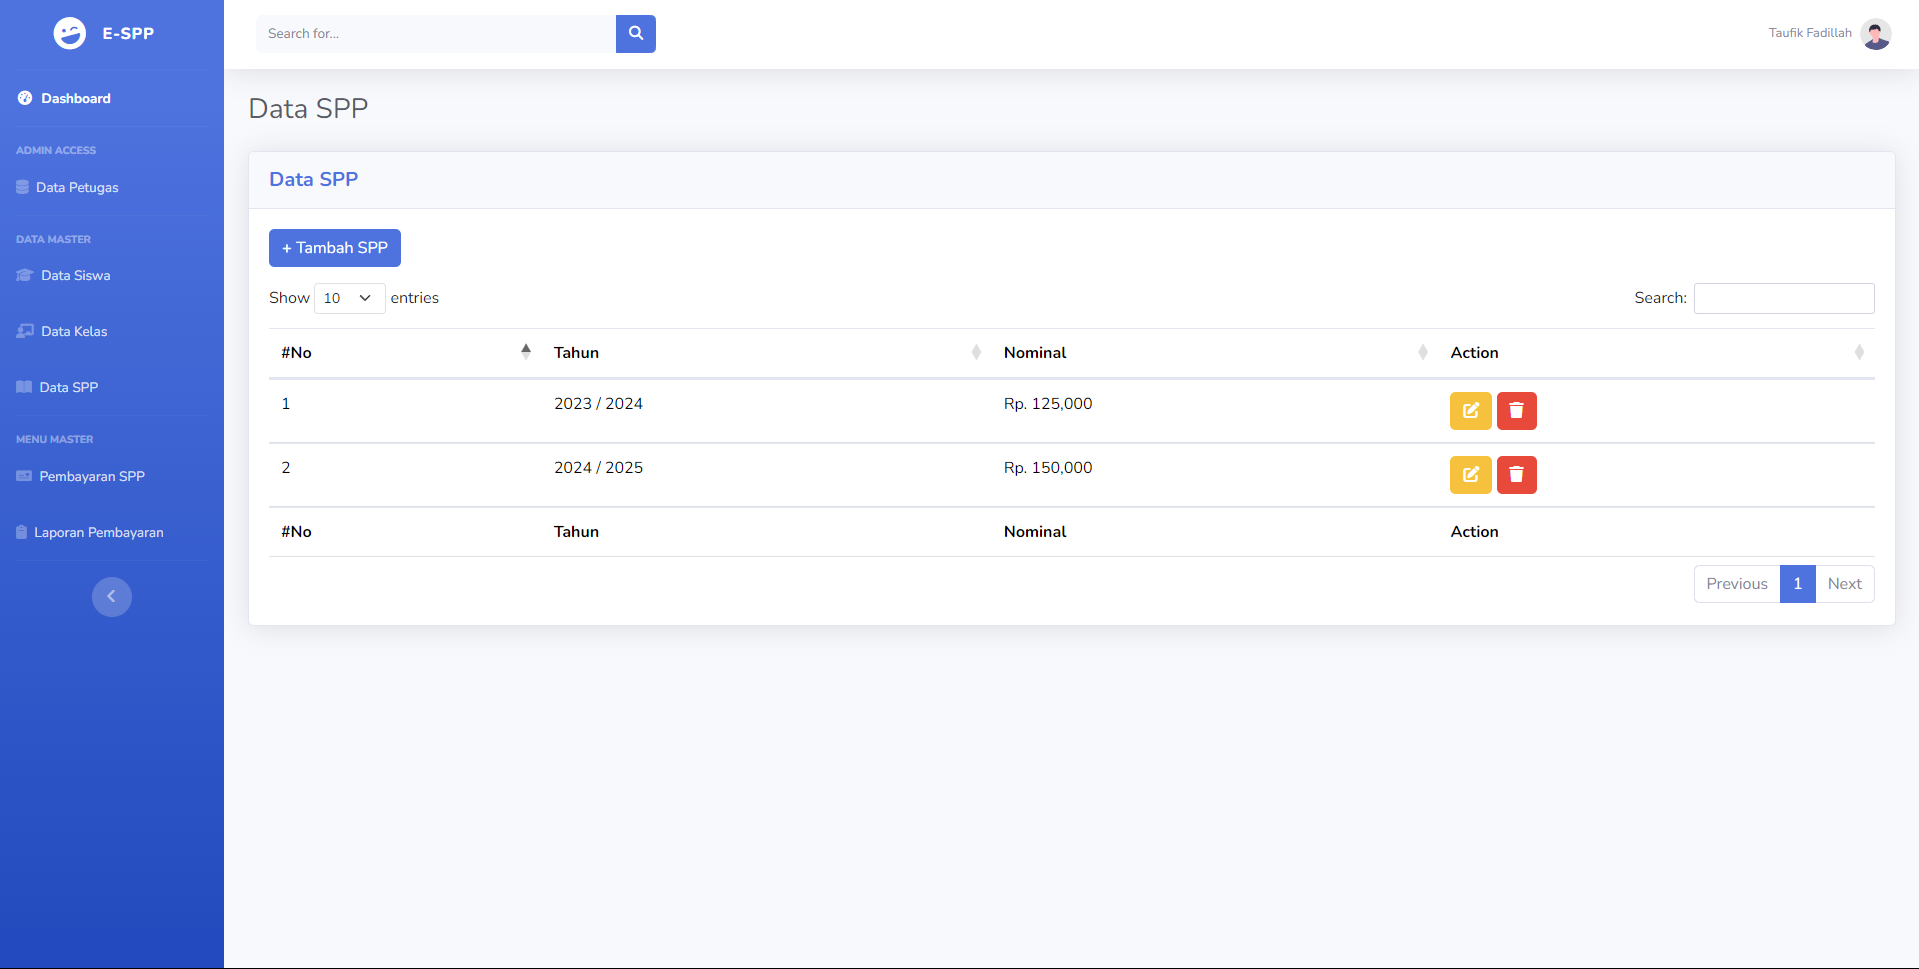 E-SPP
Search for...
Taufik Fadillah
Dashboard
ADMIN ACCESS
Data Petugas
DATA MASTER
Data Siswa
Data Kelas
Data SPP
MENU MASTER
Pembayaran SPP
Laporan Pembayaran
Data SPP
Data SPP
+ Tambah SPP
Show 10 entries
Search:
#No Tahun Nominal Action
1 2023 / 2024 Rp. 125,000
2 2024 / 2025 Rp. 150,000
#No Tahun Nominal Action
Previous 1 Next